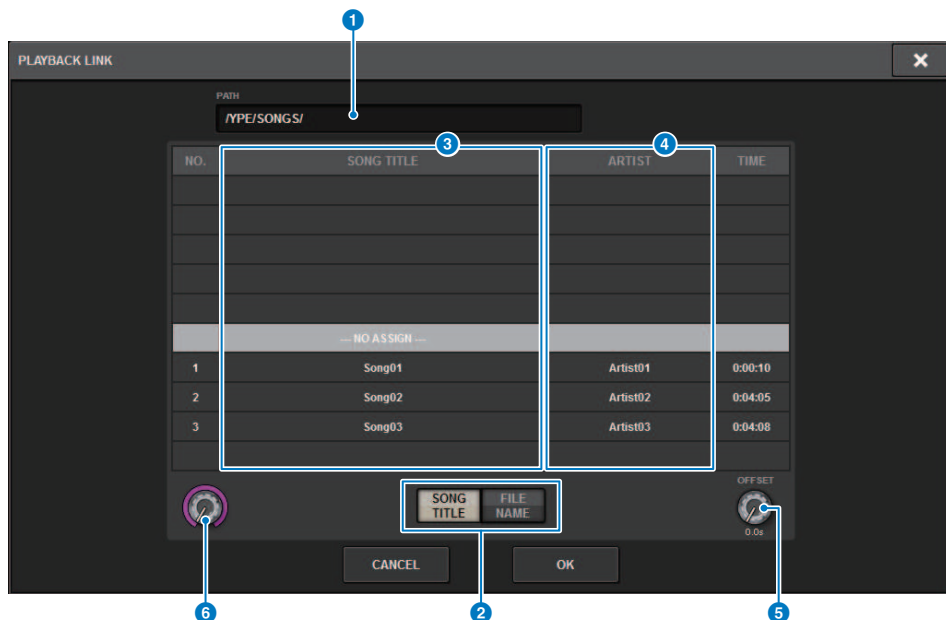 1
PLAYBACK LINK
PATH
/YPE/SONGS/
3
4
NO. SONG TITLE ARTIST TIME
--- NO ASSIGN ---
1 Song01 Artist01 0:00:10
2 Song02 Artist02 0:04:05
3 Song03 Artist03 0:04:08
SONG TITLE
FILE NAME
OFFSET
0.0s
CANCEL
OK
6
2
5